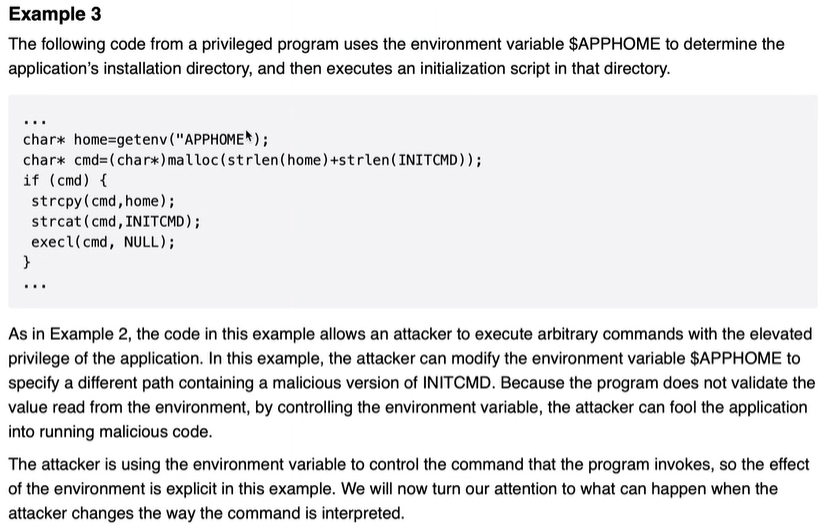 Example 3
The following code from a privileged program uses the environment variable $APPHOME to determine the
application's installation directory, and then executes an initialization script in that directory.
...
char* home=getenv("APPHOME");
char* cmd=(char*)malloc(strlen(home)+strlen(INITCMD));
if (cmd) {
strcpy(cmd,home);
strcat(cmd,INITCMD);
execl(cmd, NULL);
}
...
As in Example 2, the code in this example allows an attacker to execute arbitrary commands with the elevated
privilege of the application. In this example, the attacker can modify the environment variable $APPHOME to
specify a different path containing a malicious version of INITCMD. Because the program does not validate the
value read from the environment, by controlling the environment variable, the attacker can fool the application
into running malicious code.
The attacker is using the environment variable to control the command that the program invokes, so the effect
of the environment is explicit in this example. We will now turn our attention to what can happen when the
attacker changes the way the command is interpreted.